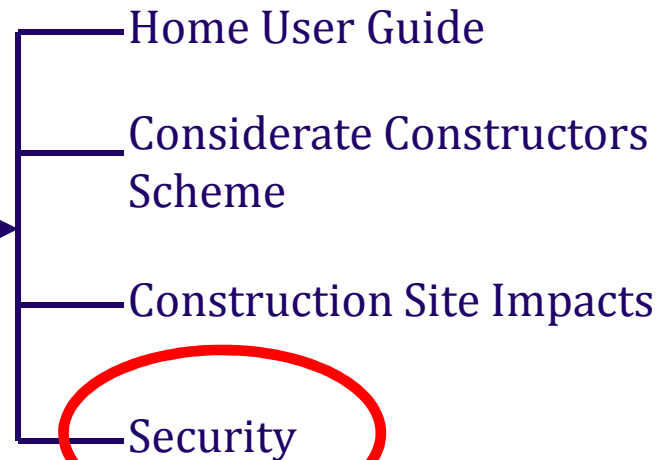 Home User Guide
Considerate Constructors
Scheme
Construction Site Impacts
Security